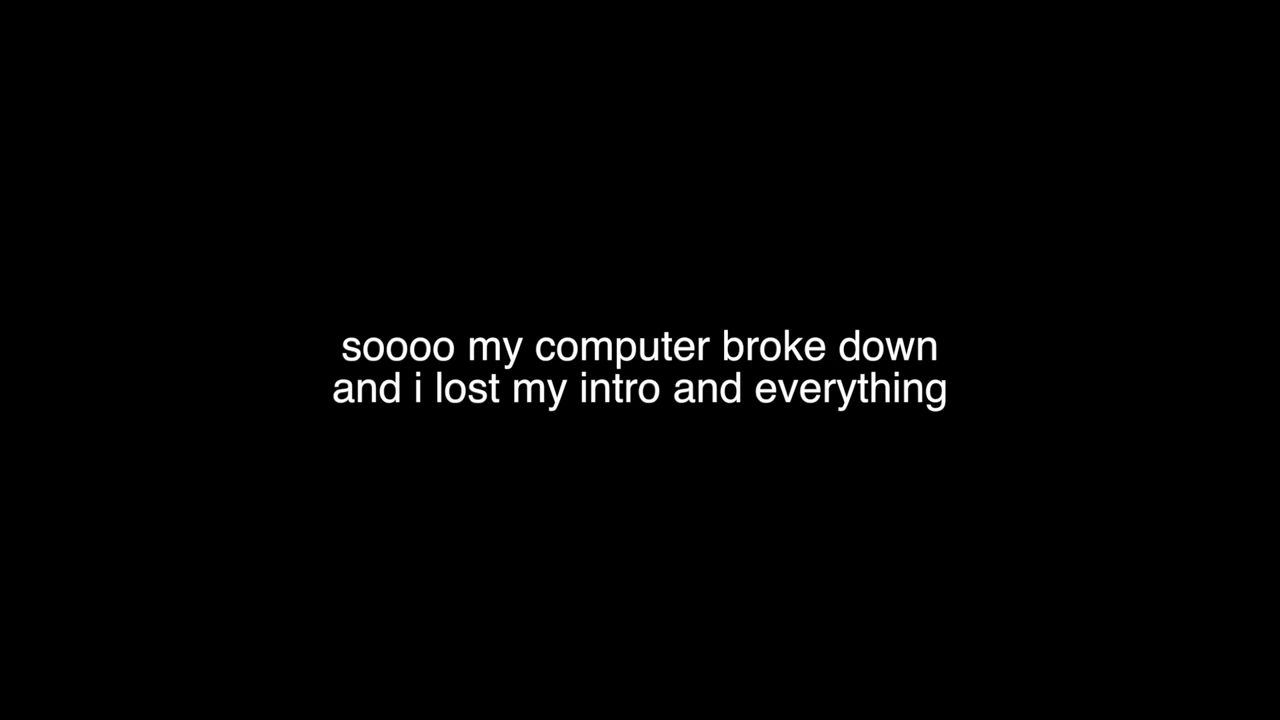 soooo my computer broke down
and i lost my intro and everything